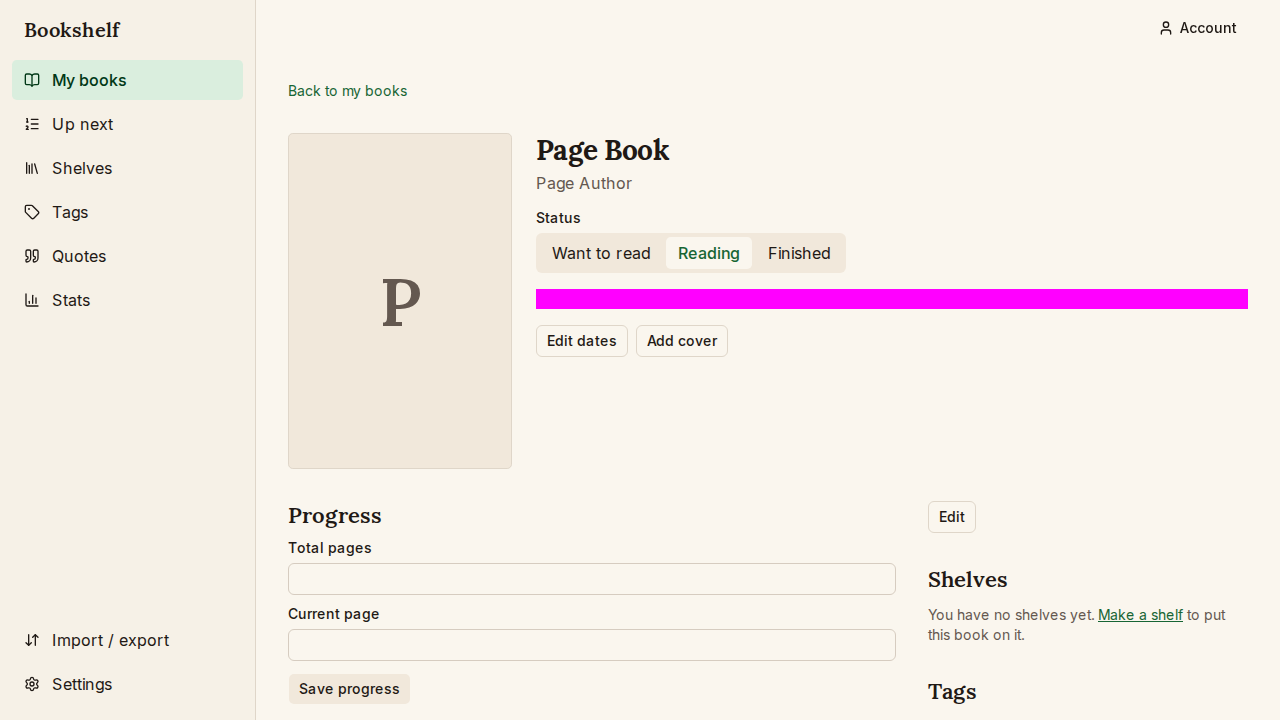 Bookshelf
My books
Up next
Shelves
Tags
Quotes
Stats
Import / export
Settings
Account
Back to my books
P
Page Book
Page Author
Status
Want to read
Reading
Finished
Edit dates
Add cover
Progress
Total pages
Current page
Save progress
Edit
Shelves
You have no shelves yet. Make a shelf to put
this book on it.
Tags